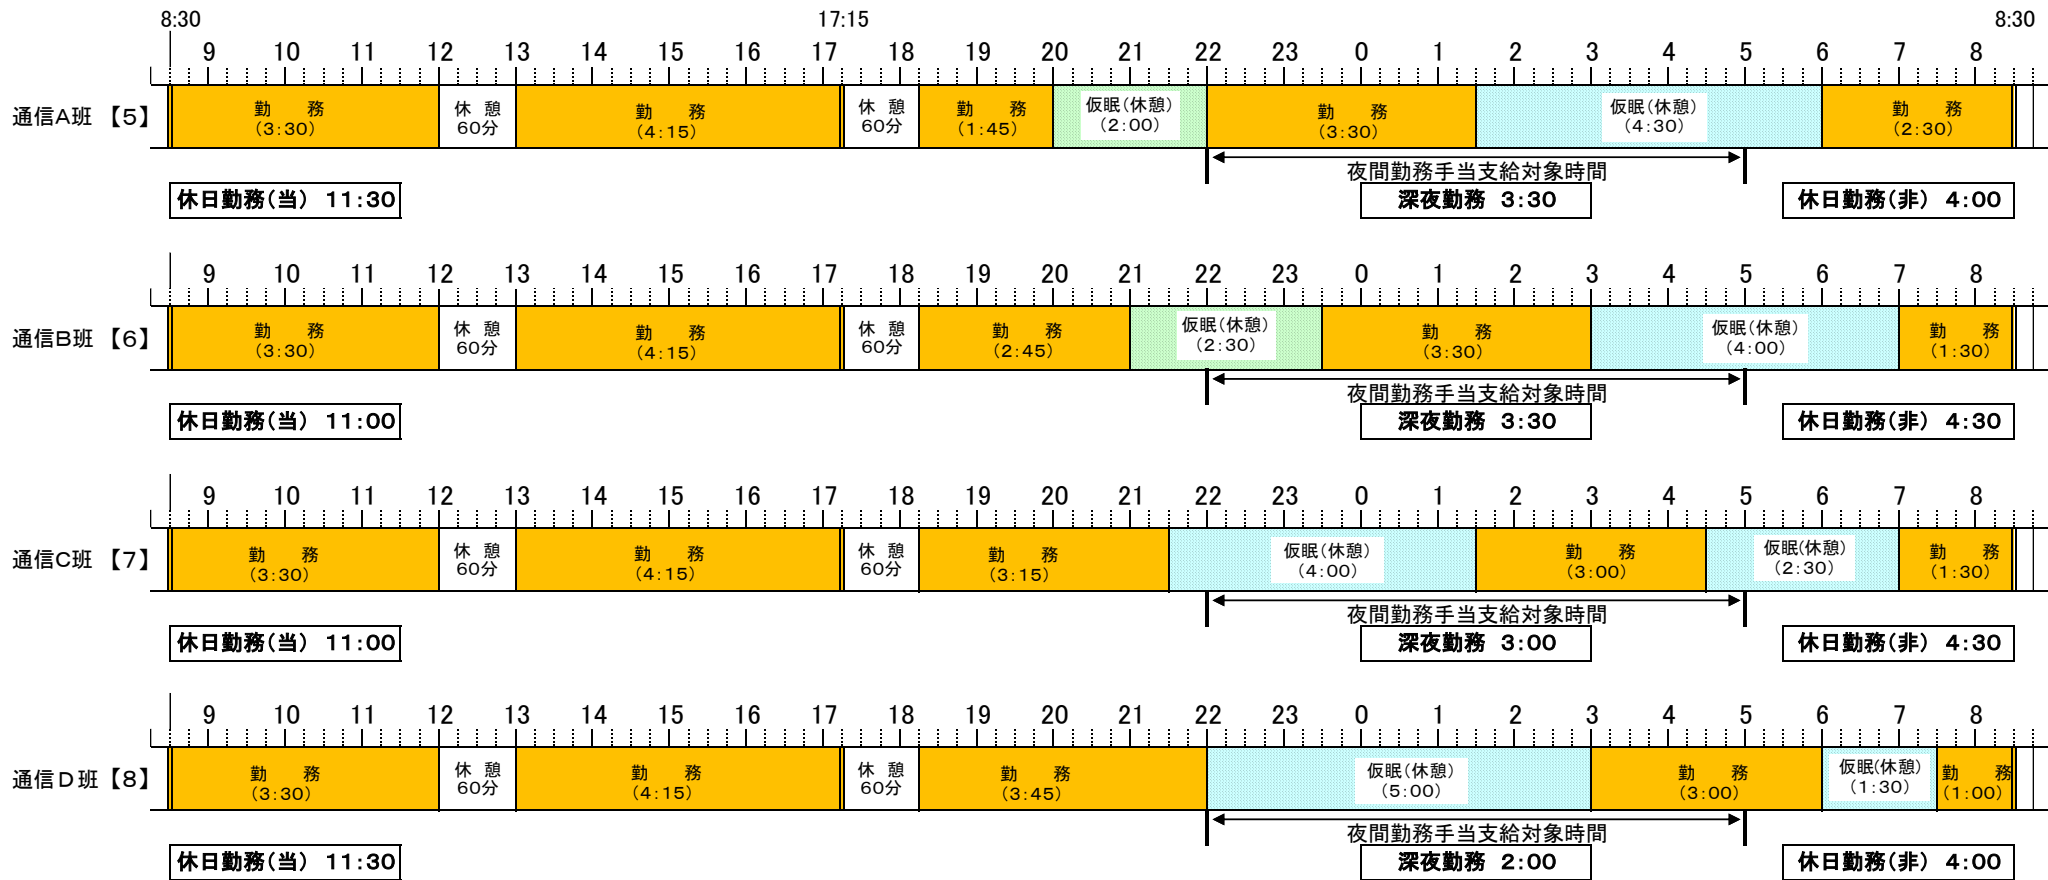 8:30 17:15 8:30
9 10 11 12 13 14 15 16 17 18 19 20 21 22 23 0 1 2 3 4 5 6 7 8
通信A班 【5】
勤 務 (3:30)
休 憩 60分
勤 務 (4:15)
休 憩 60分
勤 務 (1:45)
仮眠(休憩) (2:00)
勤 務 (3:30)
仮眠(休憩) (4:30)
勤 務 (2:30)
夜間勤務手当支給対象時間
休日勤務(当) 11:30
深夜勤務 3:30
休日勤務(非) 4:00
9 10 11 12 13 14 15 16 17 18 19 20 21 22 23 0 1 2 3 4 5 6 7 8
通信B班 【6】
勤 務 (3:30)
休 憩 60分
勤 務 (4:15)
休 憩 60分
勤 務 (2:45)
仮眠(休憩) (2:30)
勤 務 (3:30)
仮眠(休憩) (4:00)
勤 務 (1:30)
夜間勤務手当支給対象時間
休日勤務(当) 11:00
深夜勤務 3:30
休日勤務(非) 4:30
9 10 11 12 13 14 15 16 17 18 19 20 21 22 23 0 1 2 3 4 5 6 7 8
通信C班 【7】
勤 務 (3:30)
休 憩 60分
勤 務 (4:15)
休 憩 60分
勤 務 (3:15)
仮眠(休憩) (4:00)
勤 務 (3:00)
仮眠(休憩) (2:30)
勤 務 (1:30)
夜間勤務手当支給対象時間
休日勤務(当) 11:00
深夜勤務 3:00
休日勤務(非) 4:30
9 10 11 12 13 14 15 16 17 18 19 20 21 22 23 0 1 2 3 4 5 6 7 8
通信D班 【8】
勤 務 (3:30)
休 憩 60分
勤 務 (4:15)
休 憩 60分
勤 務 (3:45)
仮眠(休憩) (5:00)
勤 務 (3:00)
仮眠(休憩) (1:30)
勤 務 (1:00)
夜間勤務手当支給対象時間
休日勤務(当) 11:30
深夜勤務 2:00
休日勤務(非) 4:00